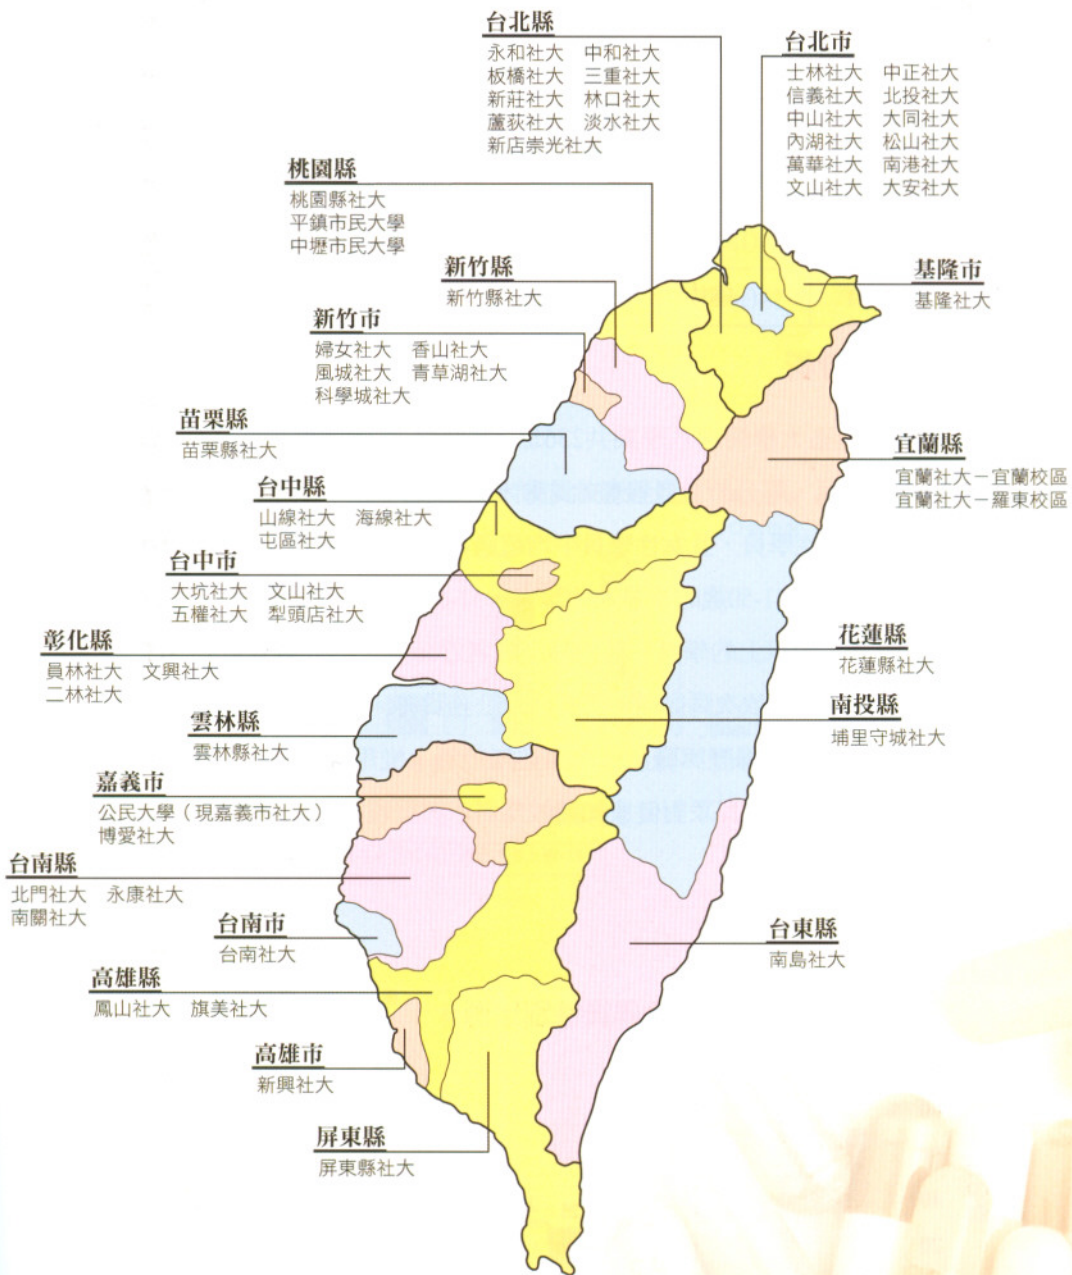 台北縣
永和社大　中和社大
板橋社大　三重社大
新莊社大　林口社大
蘆荻社大　淡水社大
新店崇光社大
台北市
士林社大　中正社大
信義社大　北投社大
中山社大　大同社大
內湖社大　松山社大
萬華社大　南港社大
文山社大　大安社大
桃園縣
桃園縣社大
平鎮市民大學
中壢市民大學
新竹縣
新竹縣社大
基隆市
基隆社大
新竹市
婦女社大　香山社大
風城社大　青草湖社大
科學城社大
苗栗縣
苗栗縣社大
宜蘭縣
宜蘭社大－宜蘭校區
宜蘭社大－羅東校區
台中縣
山線社大　海線社大
屯區社大
台中市
大坑社大　文山社大
五權社大　犁頭店社大
彰化縣
員林社大　文興社大
二林社大
花蓮縣
花蓮縣社大
南投縣
埔里守城社大
雲林縣
雲林縣社大
嘉義市
公民大學（現嘉義市社大）
博愛社大
台南縣
北門社大　永康社大
南關社大
台南市
台南社大
台東縣
南島社大
高雄縣
鳳山社大　旗美社大
高雄市
新興社大
屏東縣
屏東縣社大